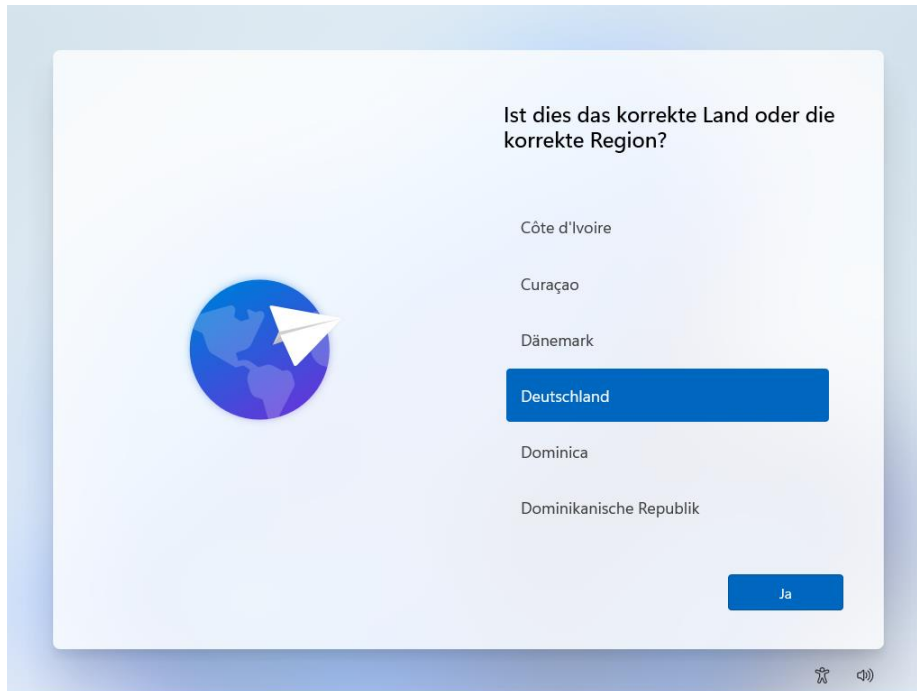 Ist dies das korrekte Land oder die
korrekte Region?
Côte d'Ivoire
Curaçao
Dänemark
Deutschland
Dominica
Dominikanische Republik
Ja